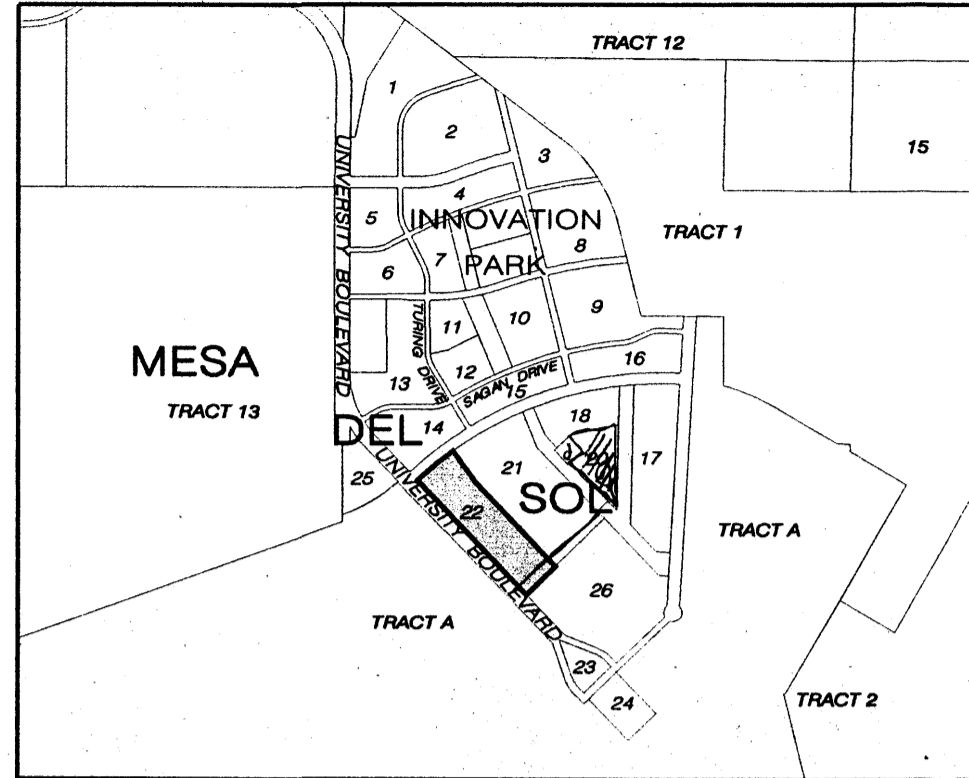 TRACT 12
1
2
3
15
UNIVERSITY BOULEVARD
4
5
INNOVATION
PARK
TRACT 1
8
6
7
TURING DRIVE
11
10
9
MESA
TRACT 13
12
13
SAGAN DRIVE
15
16
DEL
14
18
17
25
UNIVERSITY BOULEVARD
21
22
SOL
TRACT A
26
TRACT A
23
24
TRACT 2